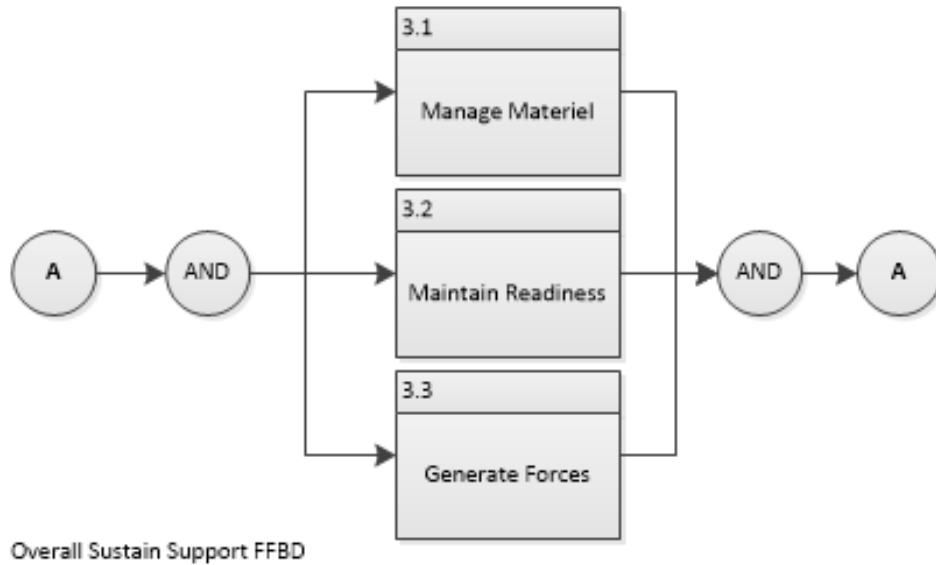 3.1
Manage Materiel
3.2
A
AND
Maintain Readiness
AND
A
3.3
Generate Forces
Overall Sustain Support FFBD